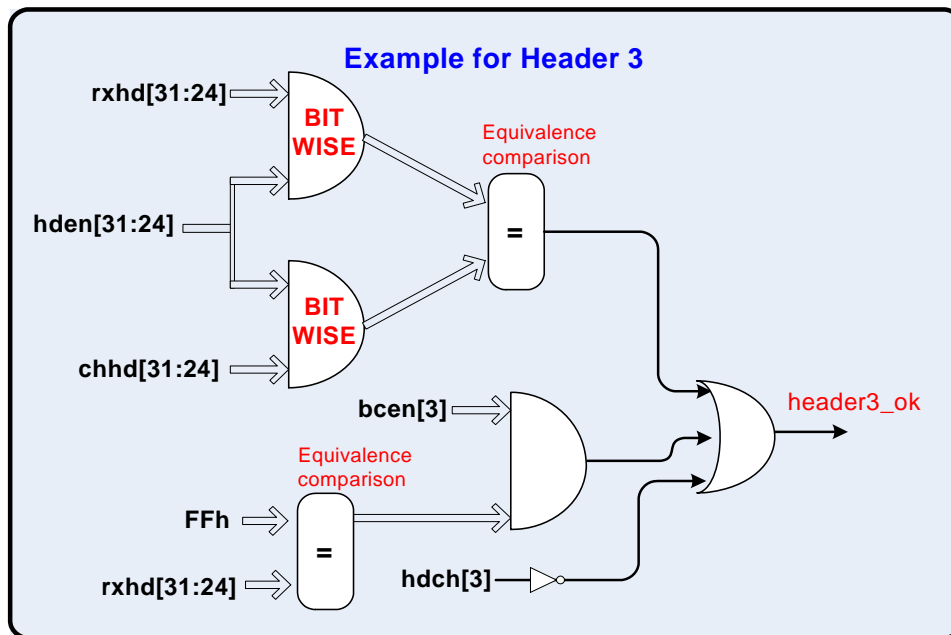 Example for Header 3
rxhd[31:24]
BIT
WISE
Equivalence
comparison
hden[31:24]
=
BIT
WISE
chhd[31:24]
bcen[3]
header3_ok
Equivalence
comparison
FFh
=
rxhd[31:24]
hdch[3]